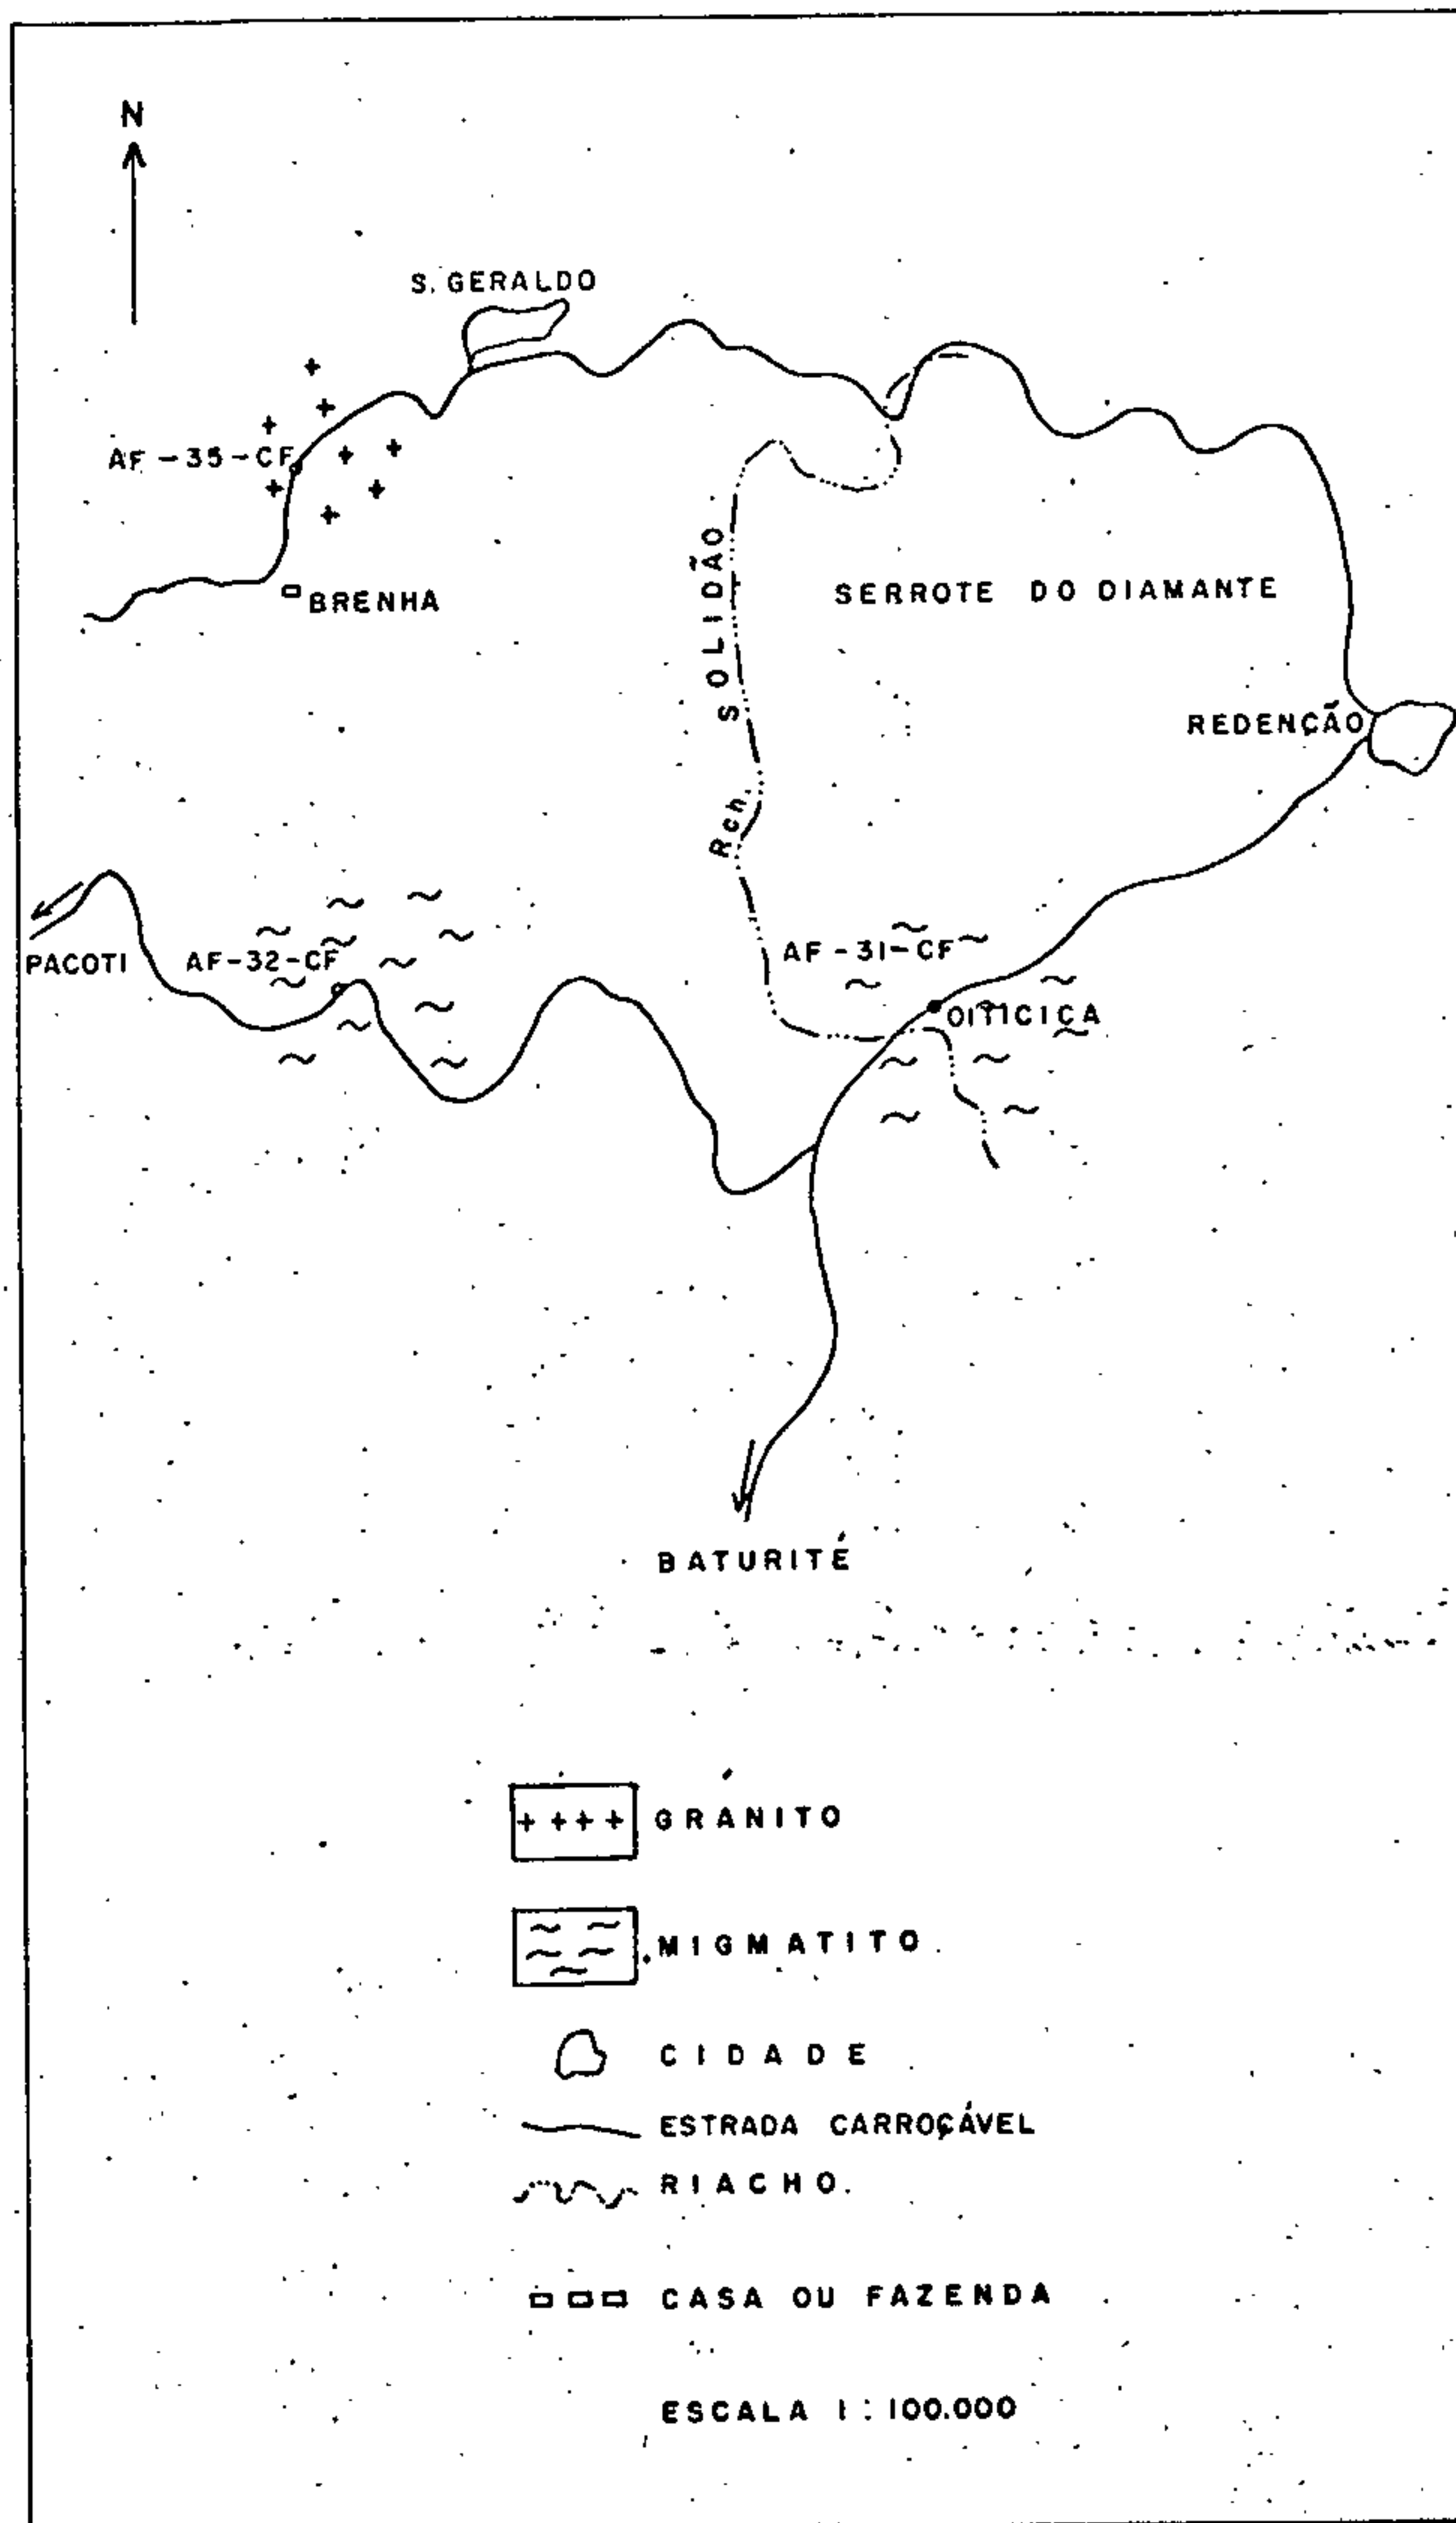 N
S. GERALDO
AF-35-CF
BRENHA
Rch. SOLIDÃO
SERROTE DO DIAMANTE
REDENÇÃO
PACOTI
AF-32-CF
AF-31-CF
OITICICA
BATURITÉ
GRANITO
MIGMATITO
CIDADE
ESTRADA CARROÇÁVEL
RIACHO.
CASA OU FAZENDA
ESCALA 1:100.000